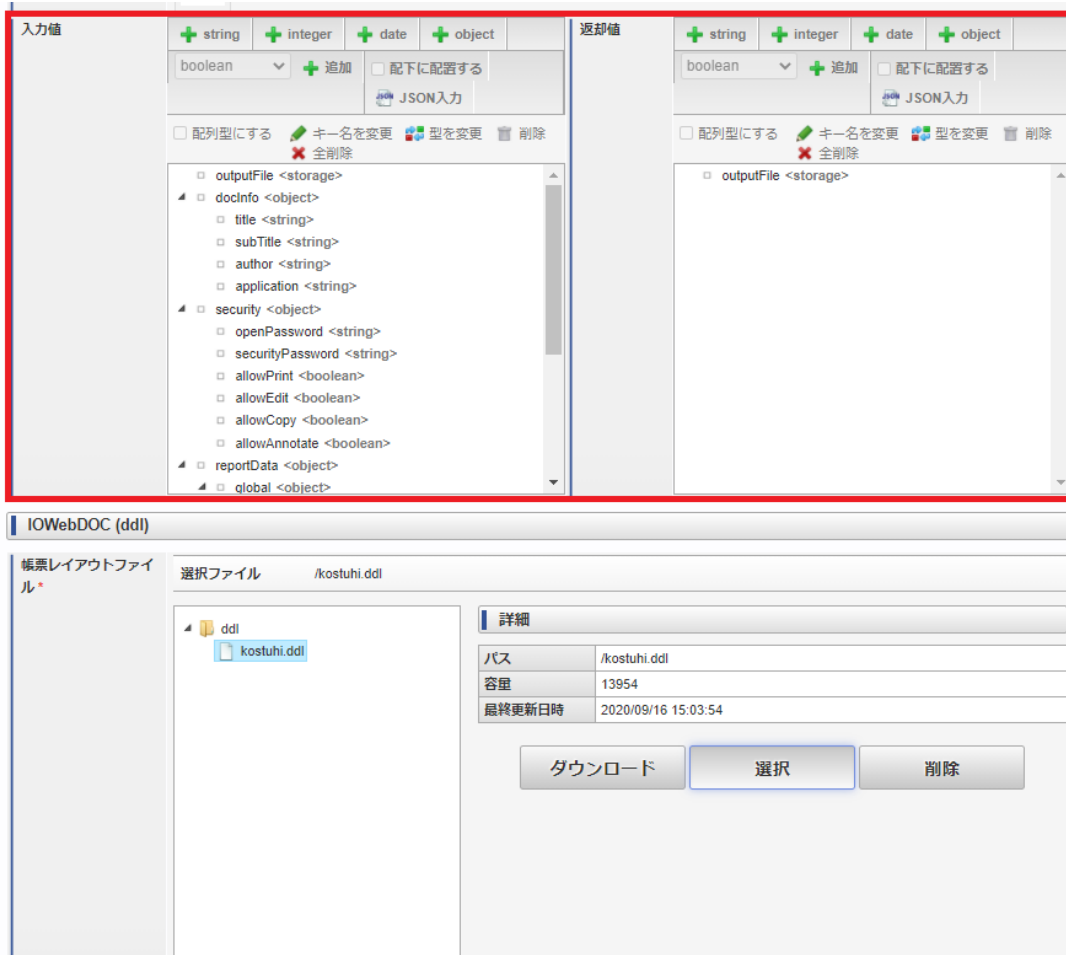 入力値
string integer date object
boolean 追加 配下に配置する
JSON入力
配列型にする キー名を変更 型を変更 削除
全削除
outputFile <storage>
docInfo <object>
title <string>
subTitle <string>
author <string>
application <string>
security <object>
openPassword <string>
securityPassword <string>
allowPrint <boolean>
allowEdit <boolean>
allowCopy <boolean>
allowAnnotate <boolean>
reportData <object>
global <object>
返却値
string integer date object
boolean 追加 配下に配置する
JSON入力
配列型にする キー名を変更 型を変更 削除
全削除
outputFile <storage>
IOWebDOC (ddl)
帳票レイアウトファイ
ル*
選択ファイル /kostuhi.ddl
ddl
kostuhi.ddl
詳細
パス /kostuhi.ddl
容量 13954
最終更新日時 2020/09/16 15:03:54
ダウンロード 選択 削除